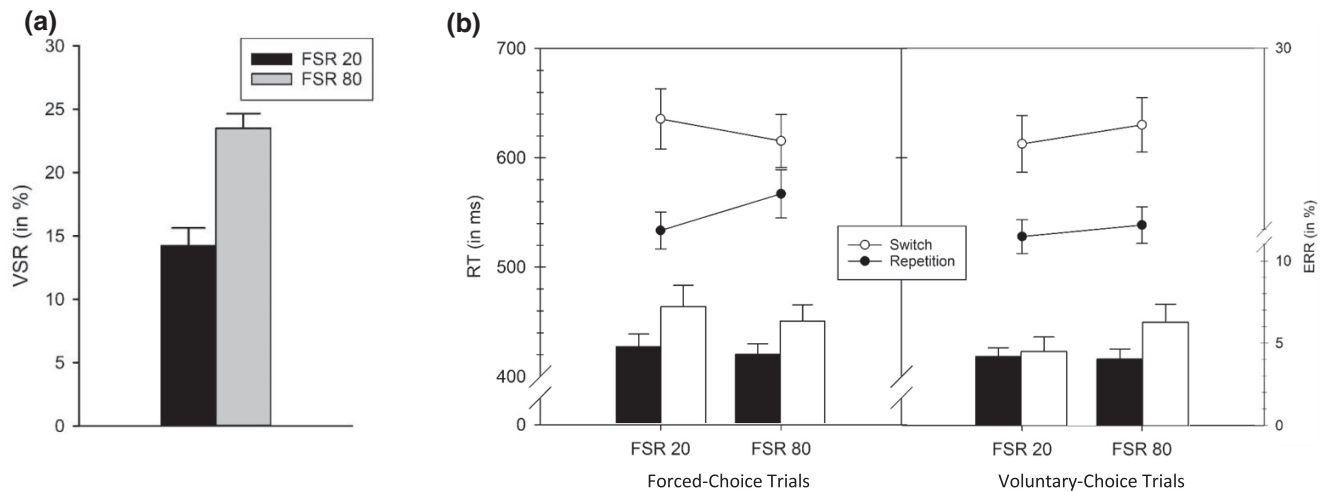 (a)
30
25
20
15
10
5
0
VSR (in %)
FSR 20
FSR 80
(b)
700
600
500
400
0
RT (in ms)
Switch
Repetition
30
10
5
0
ERR (in %)
FSR 20 FSR 80 FSR 20 FSR 80
Forced-Choice Trials Voluntary-Choice Trials